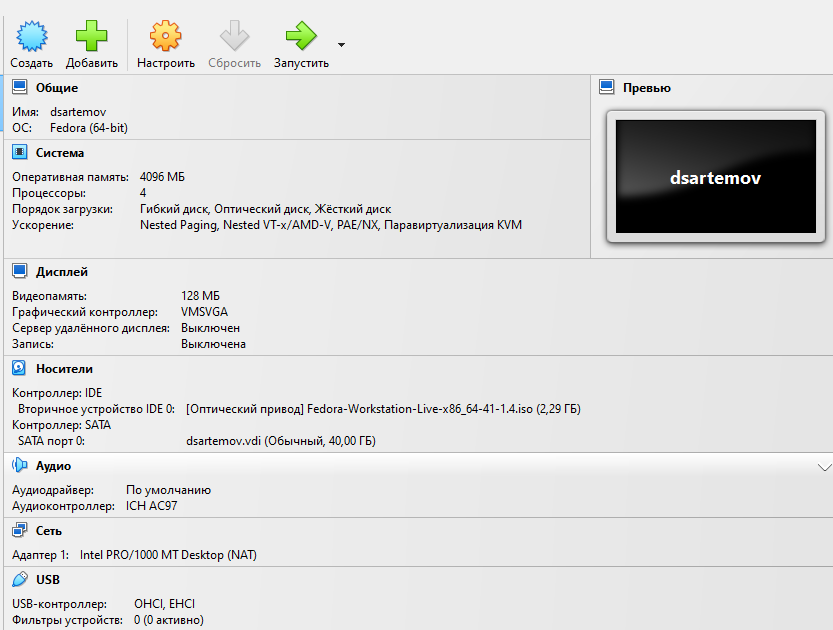 Создать Добавить Настроить Сбросить Запустить
Общие
Имя: dsartemov
ОС: Fedora (64-bit)
Превью
dsartemov
Система
Оперативная память: 4096 МБ
Процессоры: 4
Порядок загрузки: Гибкий диск, Оптический диск, Жёсткий диск
Ускорение: Nested Paging, Nested VT-x/AMD-V, PAE/NX, Паравиртуализация KVM
Дисплей
Видеопамять: 128 МБ
Графический контроллер: VMSVGA
Сервер удалённого дисплея: Выключен
Запись: Выключена
Носители
Контроллер: IDE
Вторичное устройство IDE 0: [Оптический привод] Fedora-Workstation-Live-x86_64-41-1.4.iso (2,29 ГБ)
Контроллер: SATA
SATA порт 0: dsartemov.vdi (Обычный, 40,00 ГБ)
Аудио
Аудиодрайвер: По умолчанию
Аудиоконтроллер: ICH AC97
Сеть
Адаптер 1: Intel PRO/1000 MT Desktop (NAT)
USB
USB-контроллер: OHCI, EHCI
Фильтры устройств: 0 (0 активно)